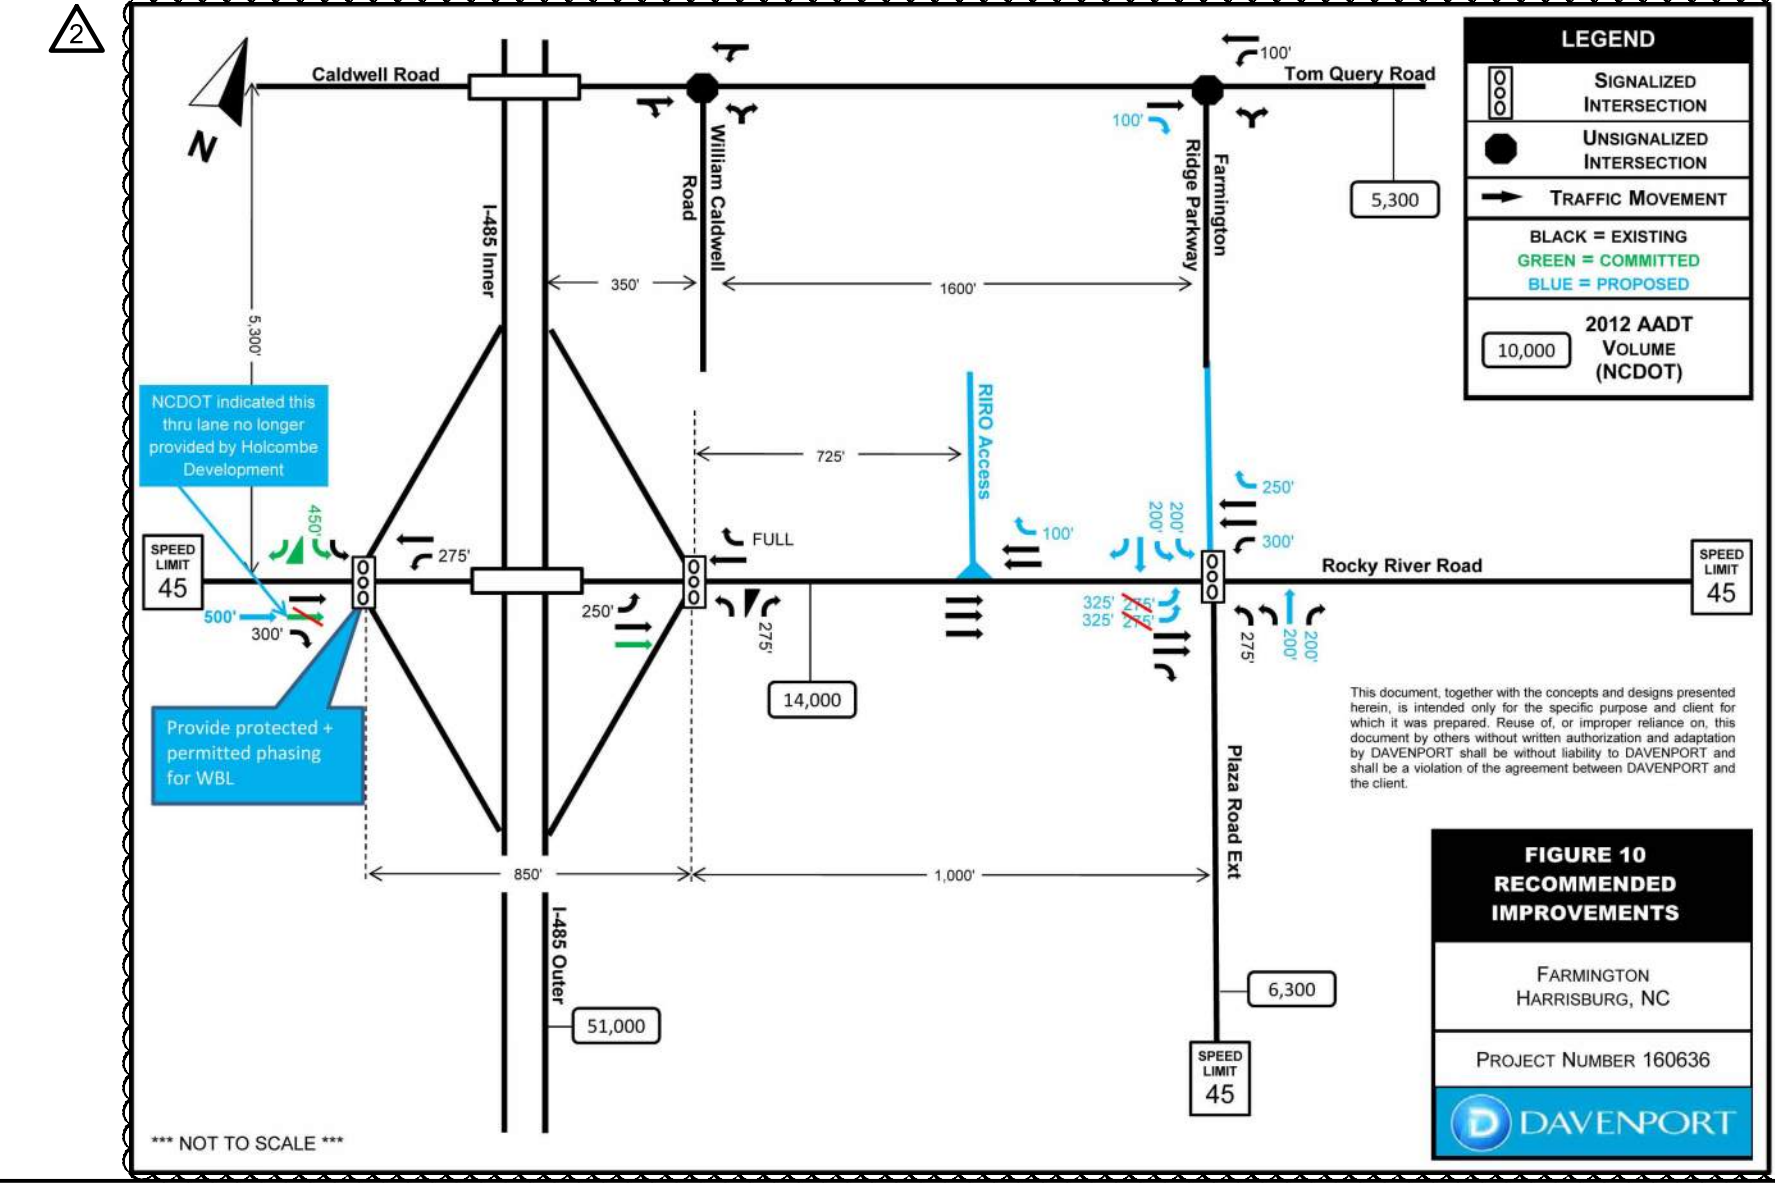 2
Caldwell Road
100'
Tom Query Road
100'
William Caldwell
Road
Farmington
Ridge Parkway
5,300
I-485 Inner
350'
1600'
5,300'
NCDOT indicated this
thru lane no longer
provided by Holcombe
Development
725'
RIRO Access
450'
SPEED
LIMIT
45
275'
FULL
100'
200'
200'
250'
300'
Rocky River Road
SPEED
LIMIT
45
500'
300'
250'
275'
325' 275'
325' 275'
275'
200'
200'
14,000
Provide protected +
permitted phasing
for WBL
Plaza Road Ext
850'
1,000'
I-485 Outer
51,000
6,300
SPEED
LIMIT
45
N
*** NOT TO SCALE ***
LEGEND
SIGNALIZED
INTERSECTION
UNSIGNALIZED
INTERSECTION
TRAFFIC MOVEMENT
BLACK = EXISTING
GREEN = COMMITTED
BLUE = PROPOSED
10,000
2012 AADT
VOLUME
(NCDOT)
This document, together with the concepts and designs presented
herein, is intended only for the specific purpose and client for
which it was prepared. Reuse of, or improper reliance on, this
document by others without written authorization and adaptation
by DAVENPORT shall be without liability to DAVENPORT and
shall be a violation of the agreement between DAVENPORT and
the client.
FIGURE 10
RECOMMENDED
IMPROVEMENTS
FARMINGTON
HARRISBURG, NC
PROJECT NUMBER 160636
D DAVENPORT